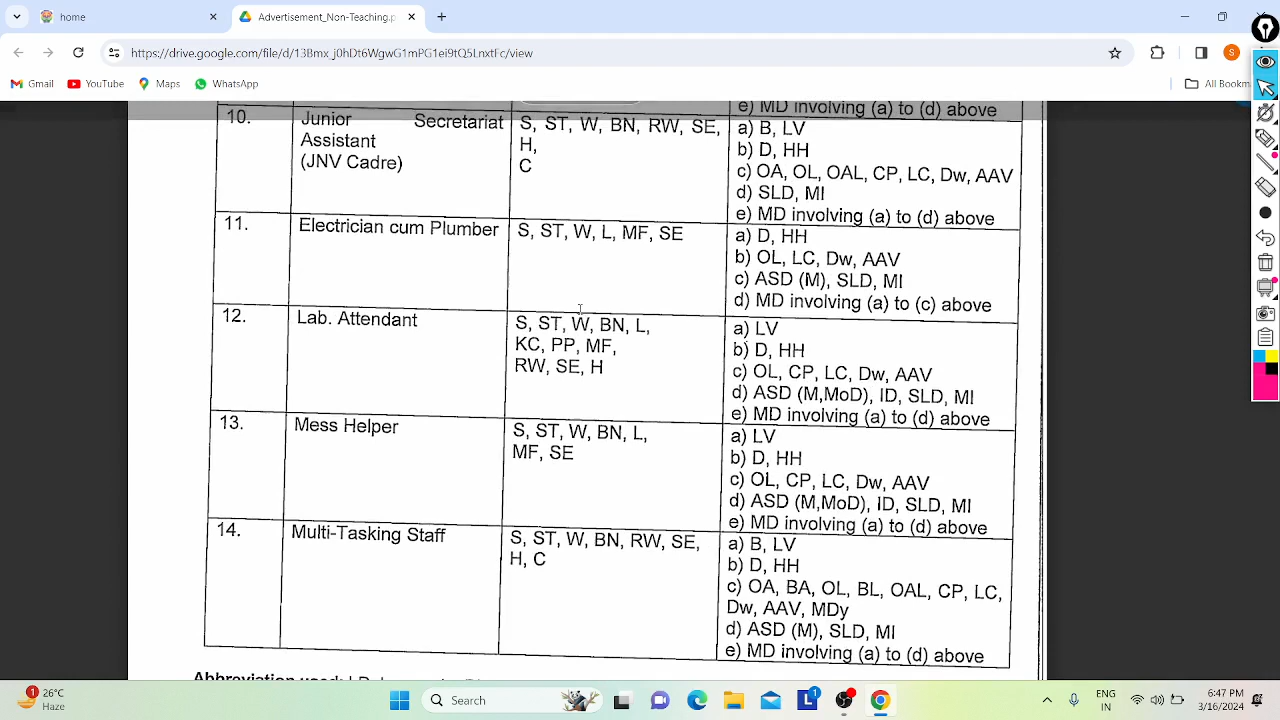 home
Advertisement_Non-Teaching.p
https://drive.google.com/file/d/13Bmx_j0hDt6WgwG1mPG1ei9tQ5LnxtFc/view
S
Gmail
YouTube
Maps
WhatsApp
All Bookm
e) MD involving (a) to (d) above
10.
Junior Secretariat
Assistant
(JNV Cadre)
S, ST, W, BN, RW, SE,
H,
C
a) B, LV
b) D, HH
c) OA, OL, OAL, CP, LC, Dw, AAV
d) SLD, MI
e) MD involving (a) to (d) above
11.
Electrician cum Plumber
S, ST, W, L, MF, SE
a) D, HH
b) OL, LC, Dw, AAV
c) ASD (M), SLD, MI
d) MD involving (a) to (c) above
12.
Lab. Attendant
S, ST, W, BN, L,
KC, PP, MF,
RW, SE, H
a) LV
b) D, HH
c) OL, CP, LC, Dw, AAV
d) ASD (M,MoD), ID, SLD, MI
e) MD involving (a) to (d) above
13.
Mess Helper
S, ST, W, BN, L,
MF, SE
a) LV
b) D, HH
c) OL, CP, LC, Dw, AAV
d) ASD (M,MoD), ID, SLD, MI
e) MD involving (a) to (d) above
14.
Multi-Tasking Staff
S, ST, W, BN, RW, SE,
H, C
a) B, LV
b) D, HH
c) OA, BA, OL, BL, OAL, CP, LC,
Dw, AAV, MDy
d) ASD (M), SLD, MI
e) MD involving (a) to (d) above
Abbreviation
1
26°C
Haze
Search
L
1
ENG
IN
6:47 PM
3/16/2024